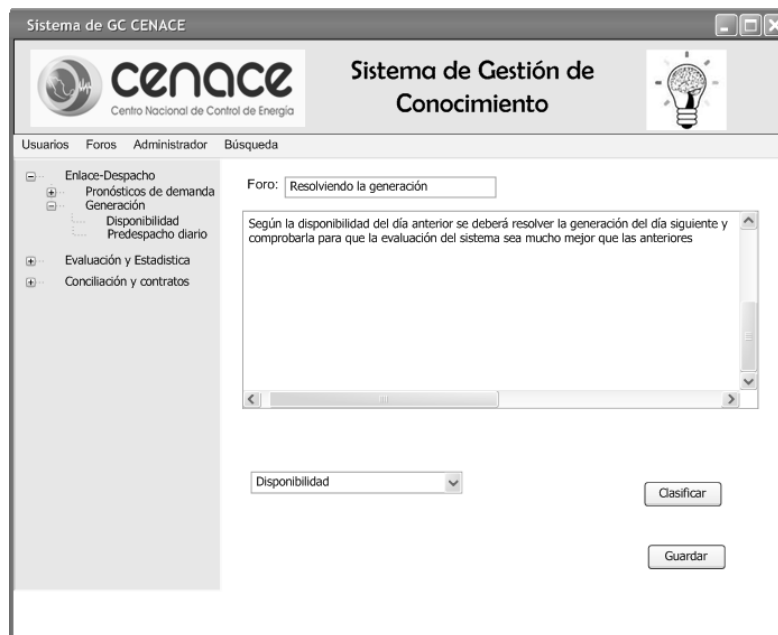 Sistema de GC CENACE
cenace
Centro Nacional de Control de Energía
Sistema de Gestión de
Conocimiento
Usuarios Foros Administrador Búsqueda
Enlace-Despacho
Pronósticos de demanda
Generación
Disponibilidad
Predespacho diario
Evaluación y Estadistica
Conciliación y contratos
Foro: Resolviendo la generación
Según la disponibilidad del día anterior se deberá resolver la generación del día siguiente y
comprobarla para que la evaluación del sistema sea mucho mejor que las anteriores
Disponibilidad
Clasificar
Guardar